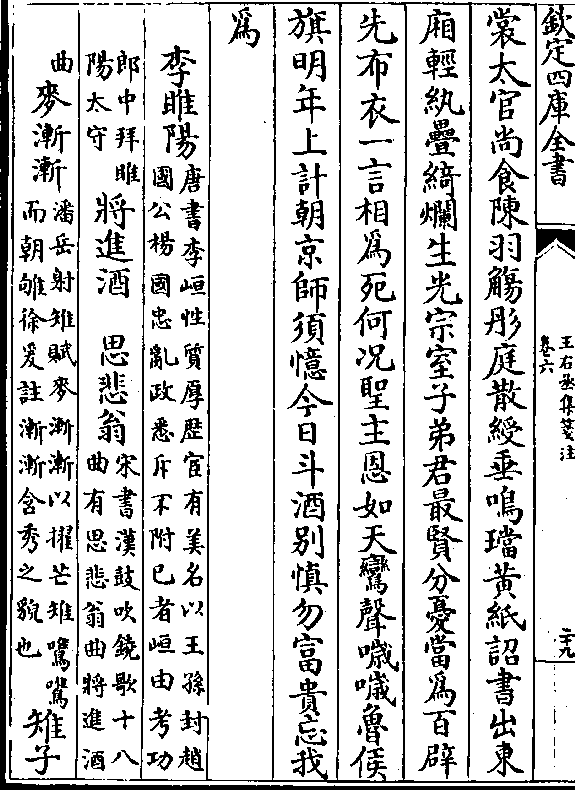 欽定四庫全書
王右丞集箋注
卷六
二十九
裳太官尚食陳羽觴彤庭散綬垂鳴璫黃紙詔書出東
廂輕紈疊綺爛生光宗室子弟君最賢分憂當為百辟
先布衣一言相為死何况聖主恩如天鸞聲噦噦魯侯
旗明年上計朝京師須憶今日斗酒別慎勿富貴忘我
為
李睢陽
唐書李峘性質厚歴宦有美名以王孫封趙
國公楊國忠亂政悉斥不附已者峘由考功
郎中拜睢
陽太守
將進酒
思悲翁
宋書漢鼓吹鐃歌十八
曲有思悲翁曲將進酒
曲
麥漸漸
潘岳射雉賦麥漸漸以擢芒雉鷕鷕
而朝雊徐爰註漸漸含秀之貌也
雉子